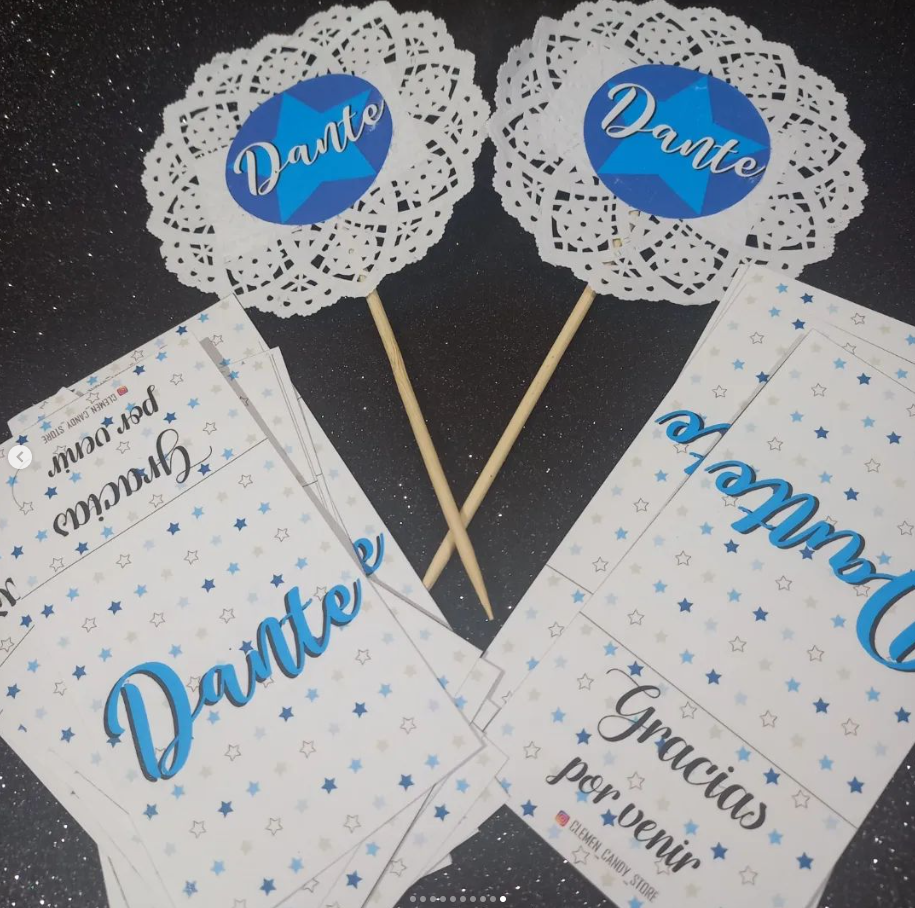 Dante
Dante
Gracias
por venir
CLEMEN_CANDY_STORE
Dante
e
e
Dante
Gracias
por venir
CLEMEN_CANDY_STORE